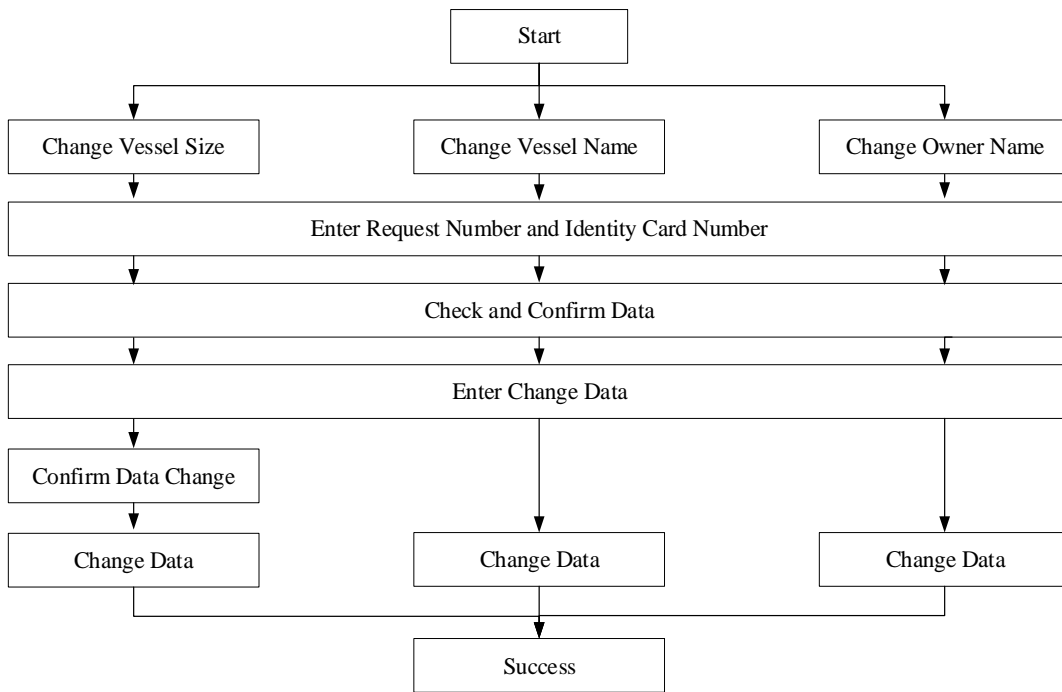 Start
Change Vessel Size
Change Vessel Name
Change Owner Name
Enter Request Number and Identity Card Number
Check and Confirm Data
Enter Change Data
Confirm Data Change
Change Data
Change Data
Change Data
Success